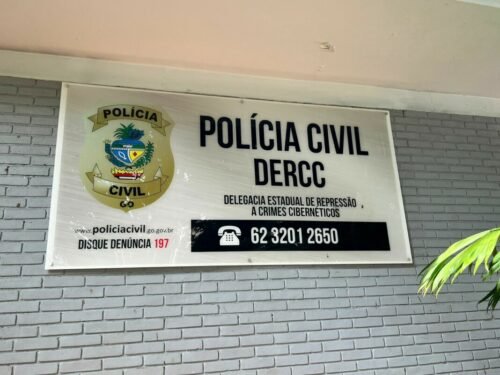 POLÍCIA
CIVIL
GO
www.policiacivil.go.gov.br
DISQUE DENÚNCIA 197
POLÍCIA CIVIL
DERCC
DELEGACIA ESTADUAL DE REPRESSÃO
A CRIMES CIBERNÉTICOS
62 3201 2650